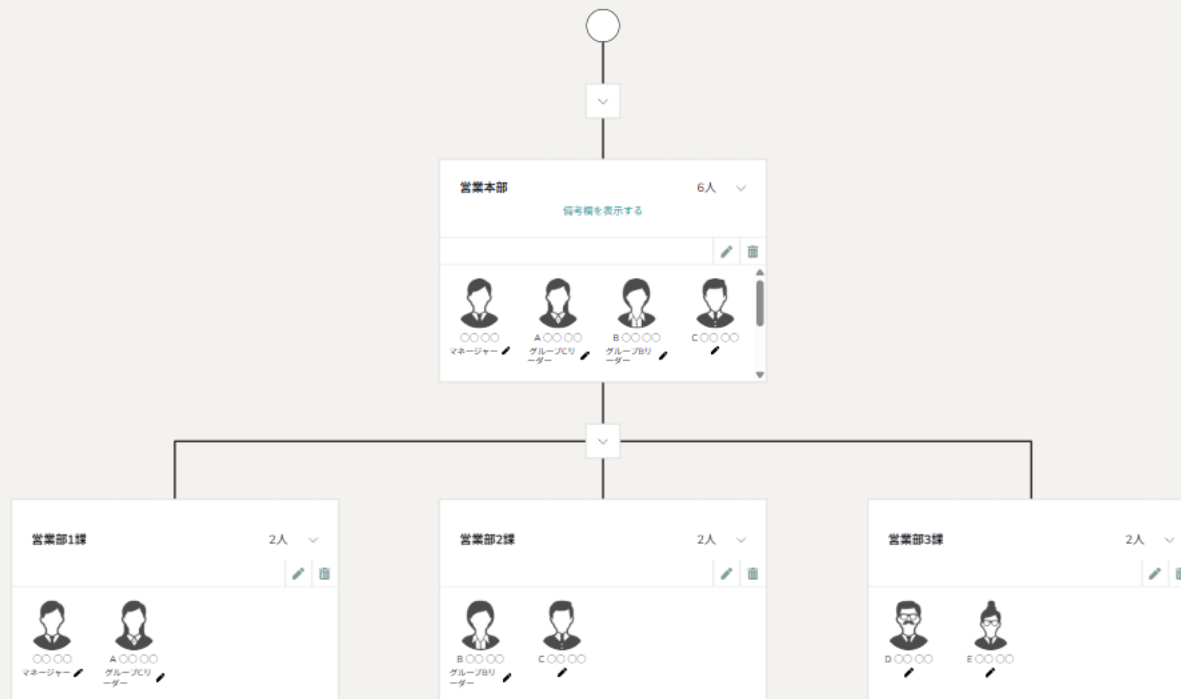 営業本部 6人
備考欄を表示する
〇〇 〇〇 A 〇〇 〇〇 B 〇〇 〇〇 C 〇〇 〇〇
マネージャー グループCリ グループBリ
ーダー ーダー
営業部1課 2人 営業部2課 2人 営業部3課 2人
〇〇 〇〇 A 〇〇 〇〇 B 〇〇 〇〇 C 〇〇 〇〇 D 〇〇 〇〇 E 〇〇 〇〇
マネージャー グループCリ グループBリ
ーダー ーダー